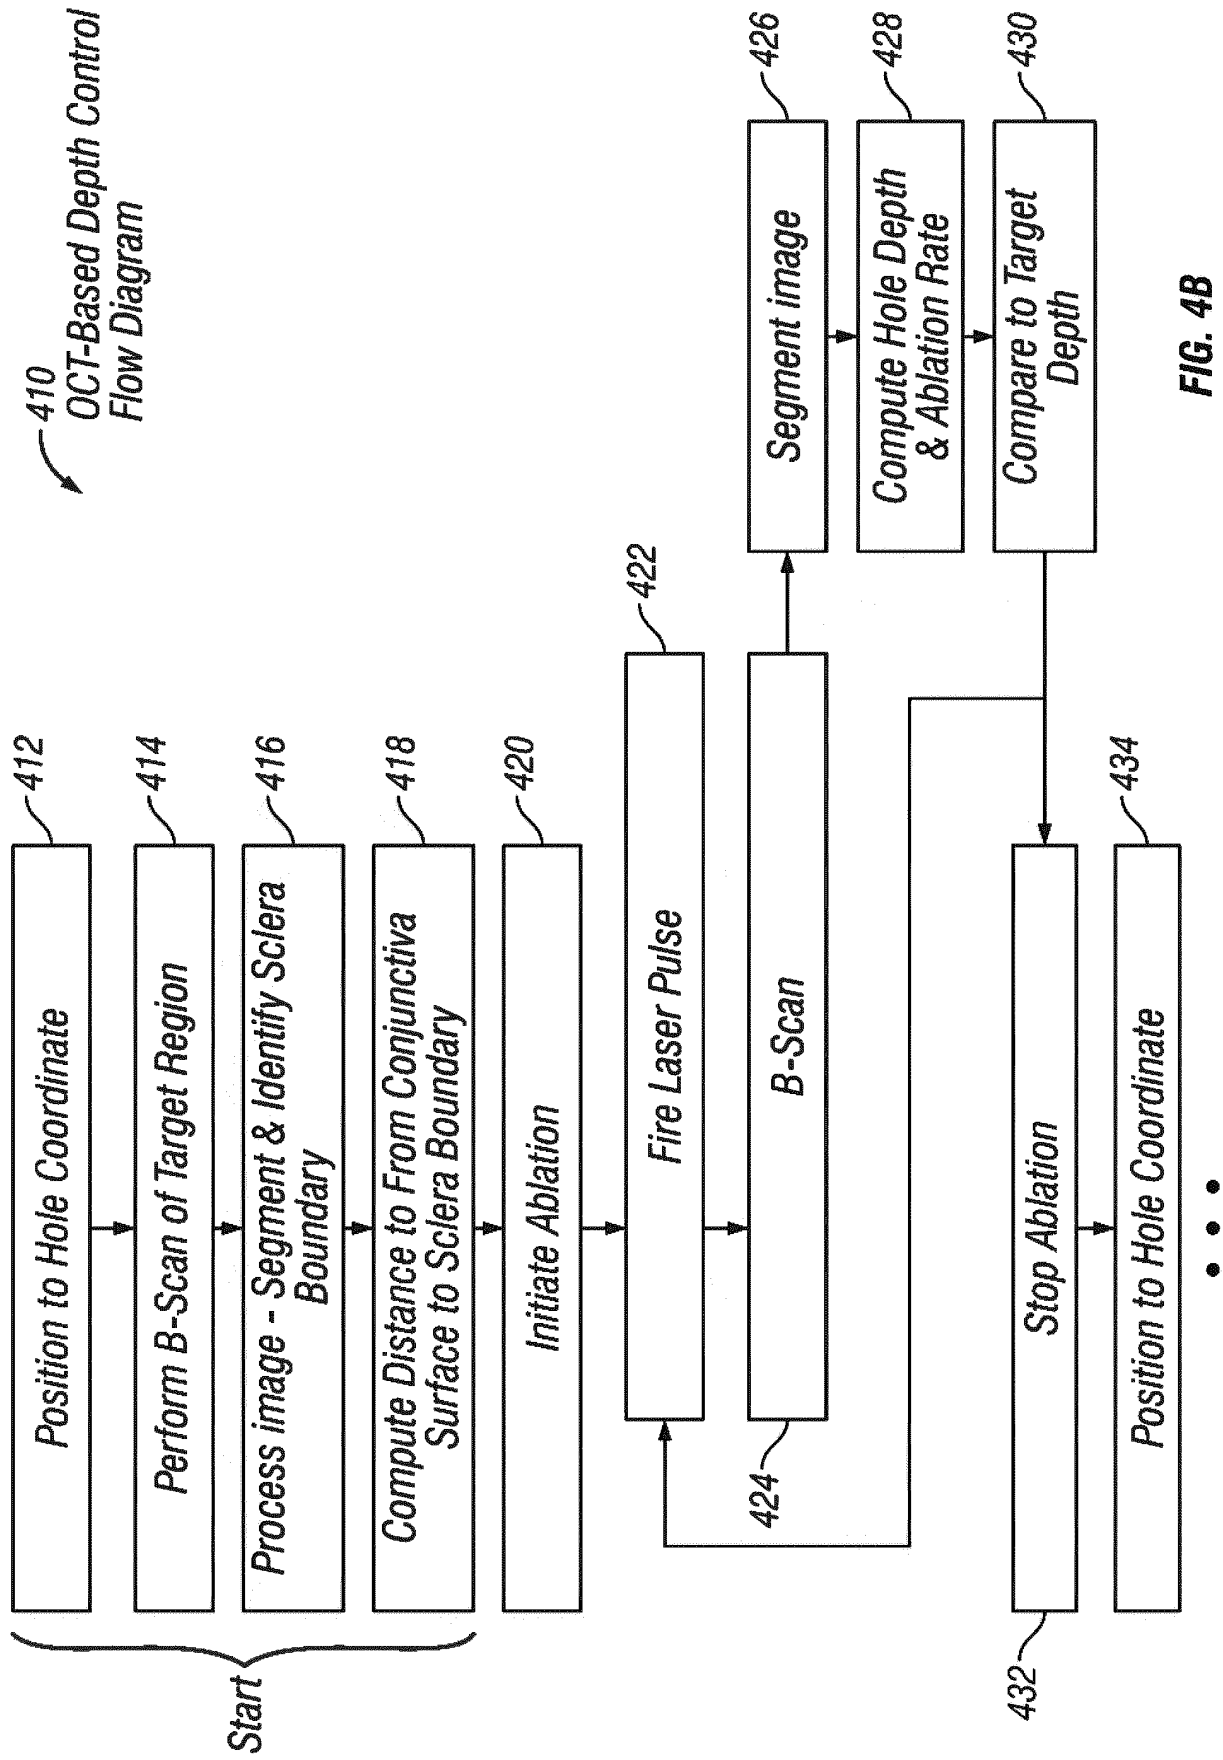 410
OCT-Based Depth Control
Flow Diagram
Start
Position to Hole Coordinate
412
Perform B-Scan of Target Region
414
Process image - Segment & Identify Sclera
Boundary
416
Compute Distance to From Conjunctiva
Surface to Sclera Boundary
418
Initiate Ablation
420
Fire Laser Pulse
422
B-Scan
424
Segment image
426
Compute Hole Depth
& Ablation Rate
428
Compare to Target
Depth
430
Stop Ablation
432
Position to Hole Coordinate
434
• • •
FIG. 4B